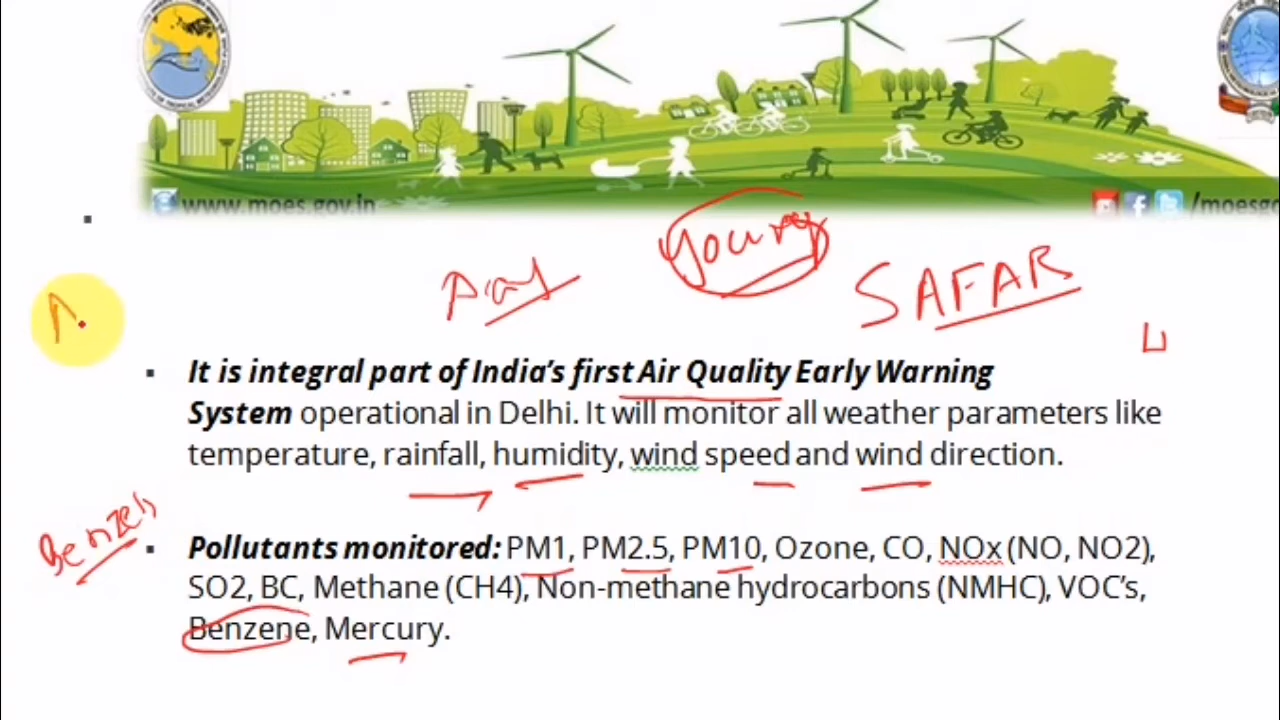 www.moes.gov.in
/moesgo
SAFAR
It is integral part of India's first Air Quality Early Warning
System operational in Delhi. It will monitor all weather parameters like
temperature, rainfall, humidity, wind speed and wind direction.
Pollutants monitored: PM1, PM2.5, PM10, Ozone, CO, NOx (NO, NO2),
SO2, BC, Methane (CH4), Non-methane hydrocarbons (NMHC), VOC's,
Benzene, Mercury.